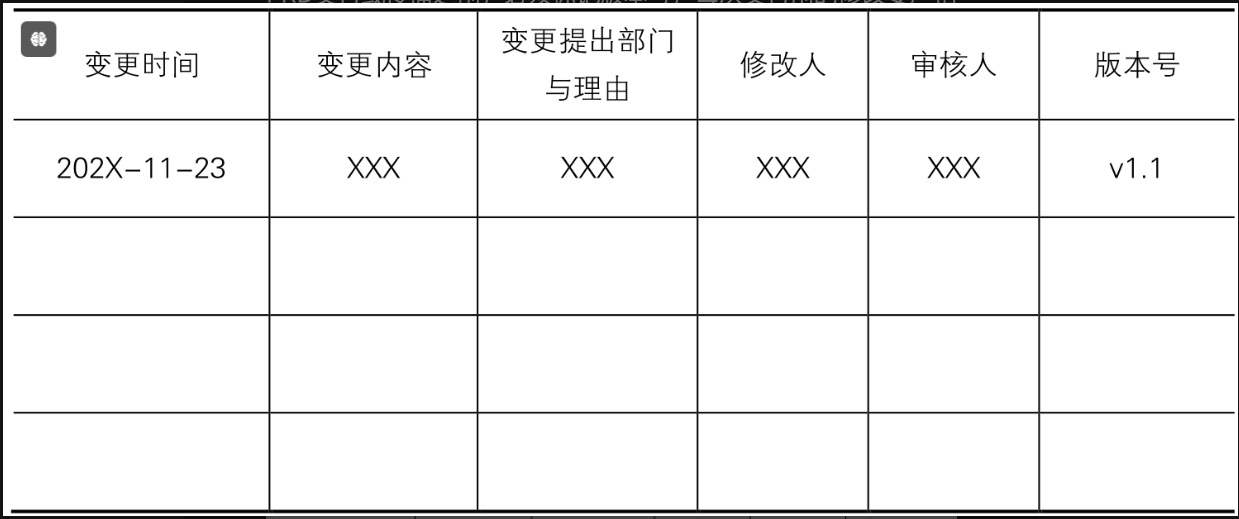 变更时间
变更内容
变更提出部门
与理由
修改人
审核人
版本号
202X-11-23
XXX
XXX
XXX
XXX
v1.1